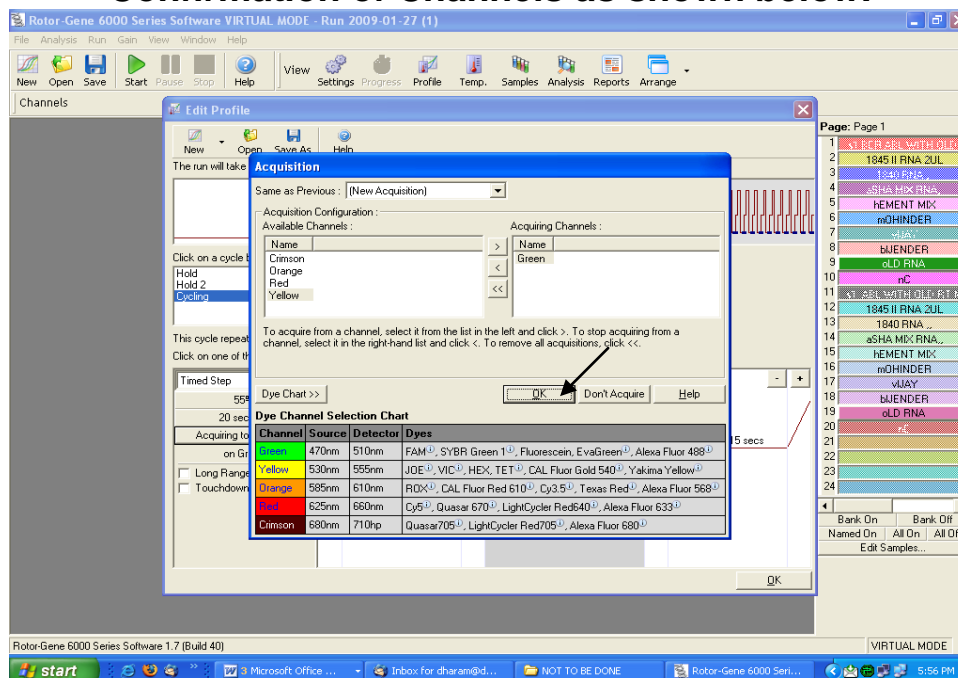 Confirmation of Channels as shown below:
Rotor-Gene 6000 Series Software VIRTUAL MODE - Run 2009-01-27 (1)
File Analysis Run Gain View Window Help
New Open Save Start Pause Stop Help View Settings Progress Profile Temp. Samples Analysis Reports Arrange
Channels
Edit Profile
New Open Save As Help
The run will take
Acquisition
Same as Previous : (New Acquisition)
Acquisition Configuration :
Available Channels :
Name
Crimson
Orange
Red
Yellow
>
<
<<
Acquiring Channels :
Name
Green
To acquire from a channel, select it from the list in the left and click >. To stop acquiring from a
channel, select it in the right-hand list and click <. To remove all acquisitions, click <<.
Dye Chart >> OK Don't Acquire Help
Dye Channel Selection Chart
Channel Source Detector Dyes
Green 470nm 510nm FAM, SYBR Green 1, Fluorescein, EvaGreen, Alexa Fluor 488
Yellow 530nm 555nm JOE, VIC, HEX, TET, CAL Fluor Gold 540, Yakima Yellow
Orange 585nm 610nm ROX, CAL Fluor Red 610, Cy3.5, Texas Red, Alexa Fluor 568
Red 625nm 660nm Cy5, Quasar 670, LightCycler Red640, Alexa Fluor 633
Crimson 680nm 710hp Quasar705, LightCycler Red705, Alexa Fluor 680
Click on a cycle b
Hold
Hold 2
Cycling
This cycle repeat
Click on one of th
Timed Step
- +
55°
20 sec
Acquiring to
on Gr
Long Range
Touchdown
15 secs
OK
Page: Page 1
1
2 1845 II RNA 2UL
3 1840 RNA ,,
4 aSHA MIX RNA,,
5 hEMENT MIX
6 mOHINDER
7 vIJAY
8 bIJENDER
9 oLD RNA
10 nC
11
12 1845 II RNA 2UL
13 1840 RNA ,,
14 aSHA MIX RNA,,
15 hEMENT MIX
16 mOHINDER
17 vIJAY
18 bIJENDER
19 oLD RNA
20 nC
21
22
23
24
Bank On Bank Off
Named On All On All Of
Edit Samples...
Rotor-Gene 6000 Series Software 1.7 (Build 40) VIRTUAL MODE
start 3 Microsoft Office ... Inbox for dharam@d... NOT TO BE DONE Rotor-Gene 6000 Seri... 5:56 PM